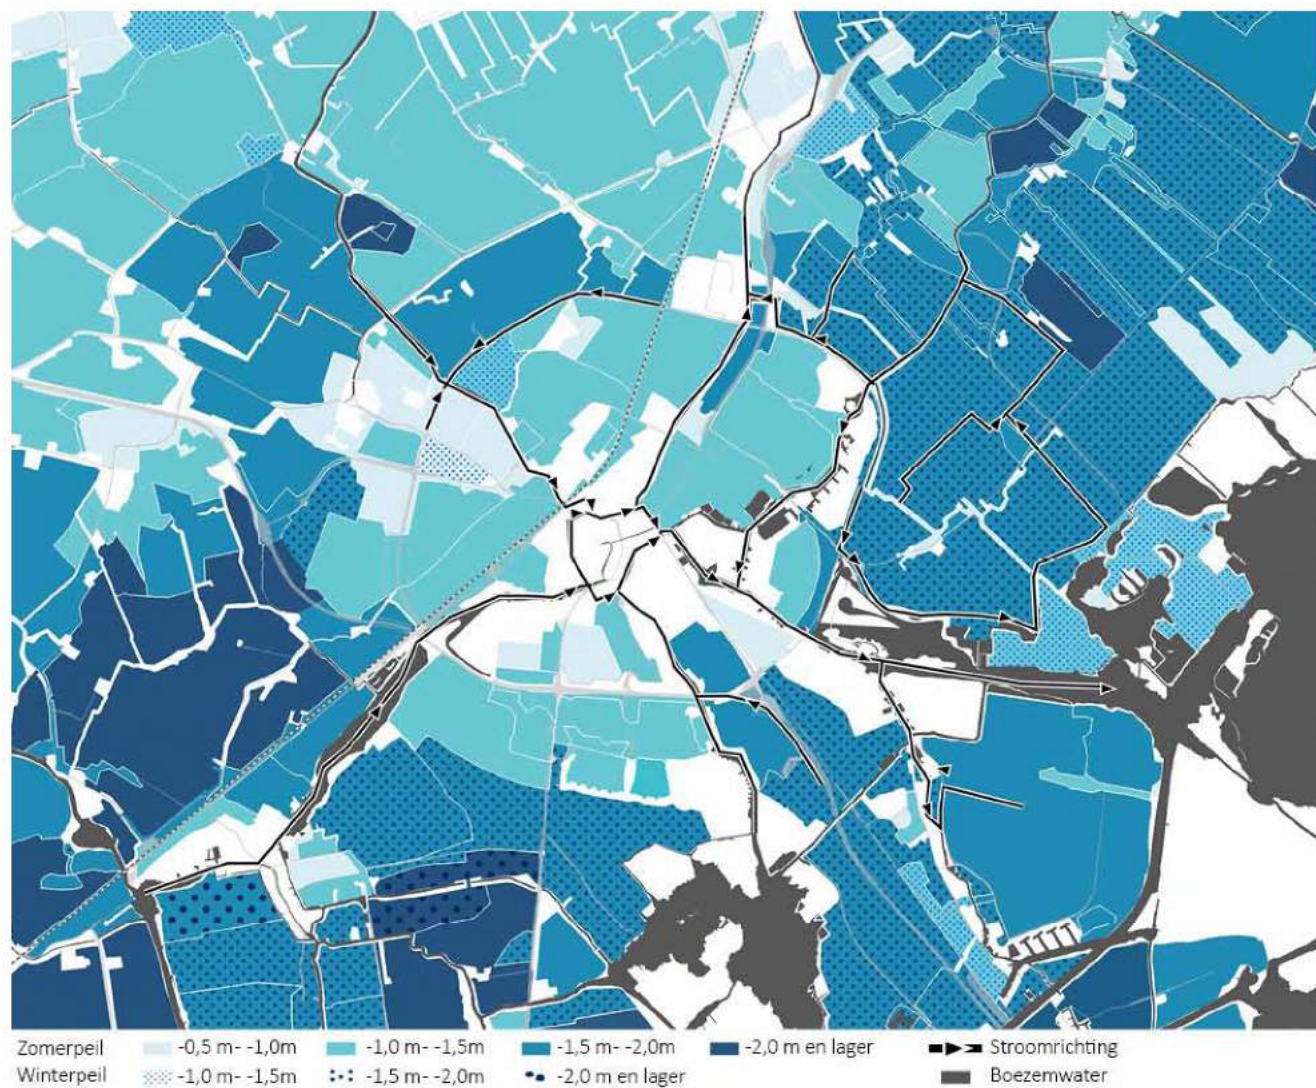 Zomerpeil -0,5 m- -1,0m -1,0 m- -1,5m -1,5 m- -2,0m -2,0 m en lager Stroomrichting
Winterpeil -1,0 m- -1,5m -1,5 m- -2,0m -2,0 m en lager Boezemwater